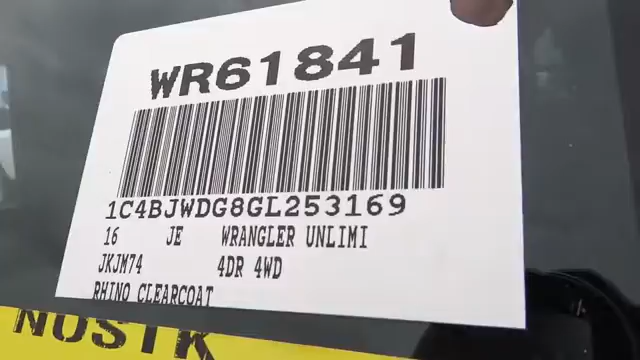 WR61841
1C4BJWDG8GL253169
16 JE WRANGLER UNLIMI
JKJM74 4DR 4WD
RHINO CLEARCOAT
NOSTK